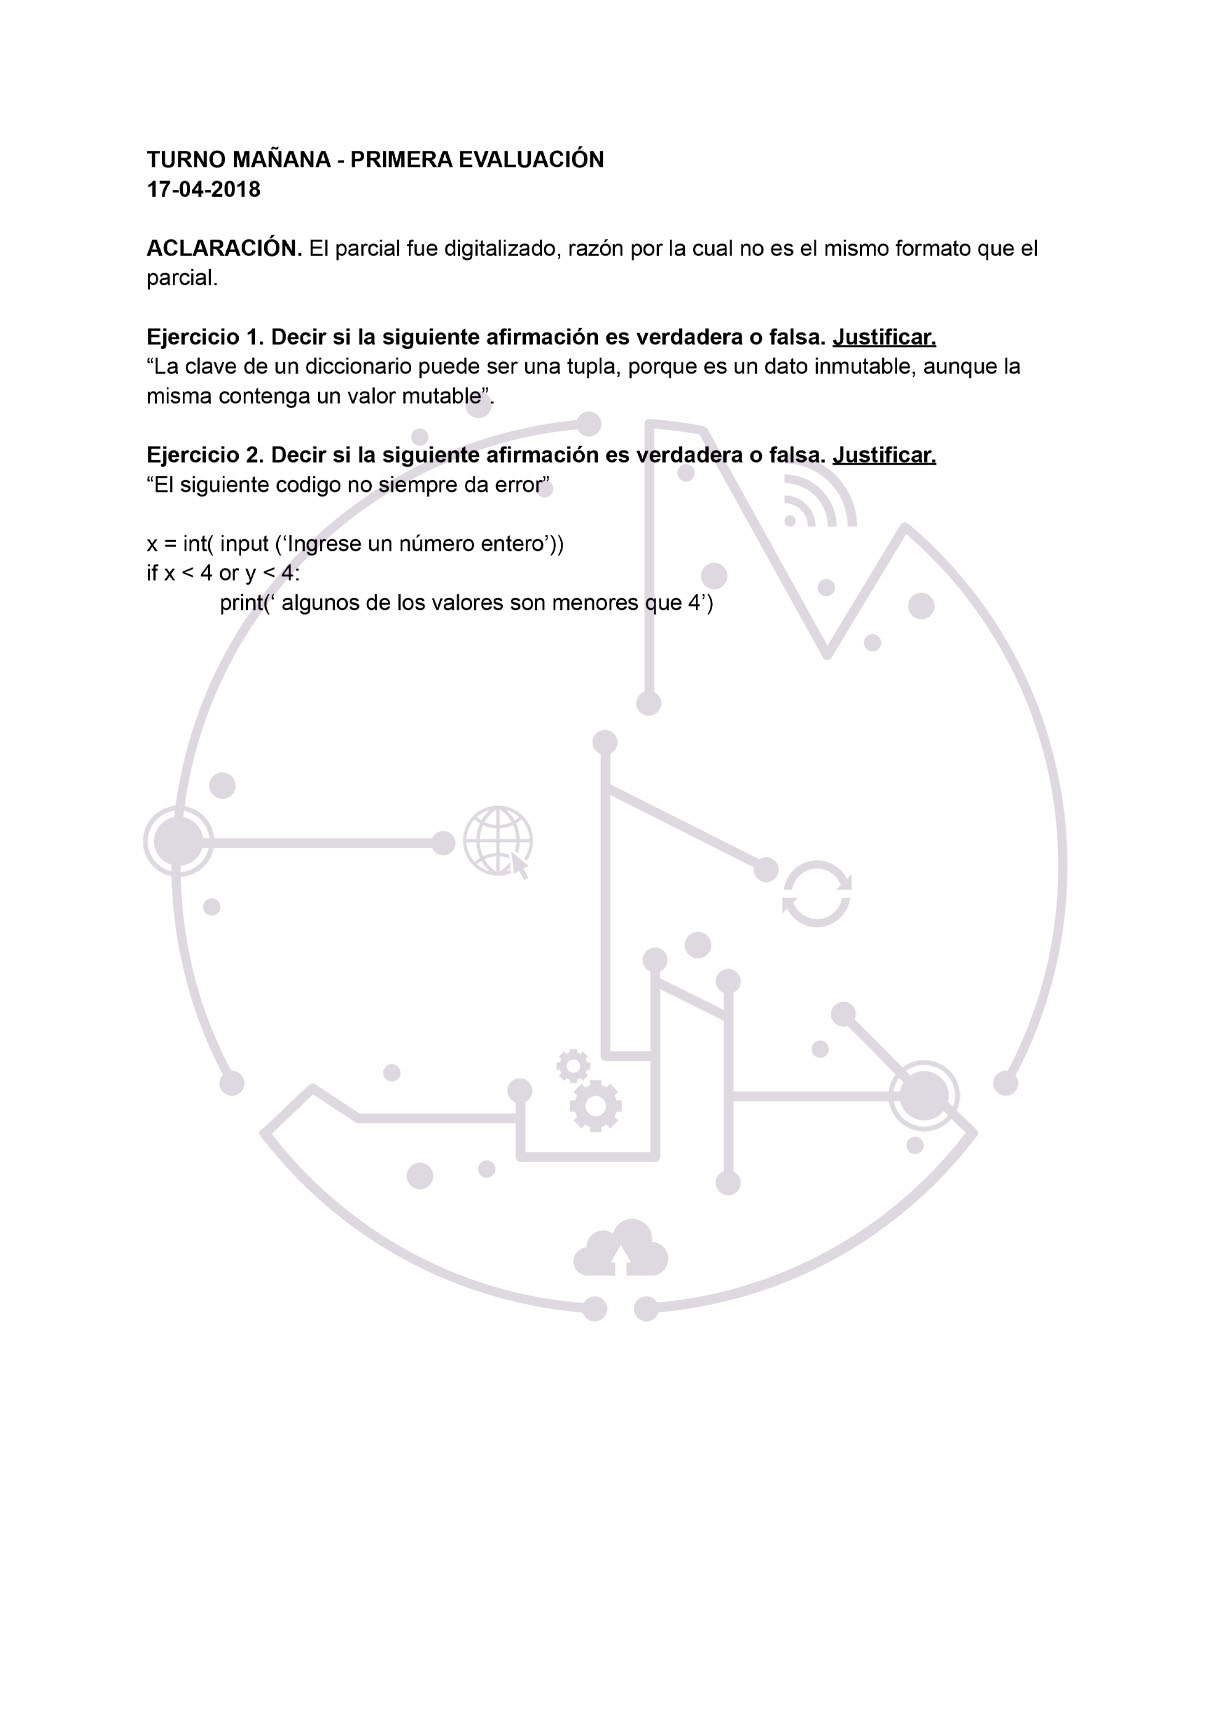 TURNO MAÑANA - PRIMERA EVALUACIÓN
17-04-2018
ACLARACIÓN. El parcial fue digitalizado, razón por la cual no es el mismo formato que el
parcial.
Ejercicio 1. Decir si la siguiente afirmación es verdadera o falsa. Justificar.
“La clave de un diccionario puede ser una tupla, porque es un dato inmutable, aunque la
misma contenga un valor mutable”.
Ejercicio 2. Decir si la siguiente afirmación es verdadera o falsa. Justificar.
“El siguiente codigo no siempre da error”
x = int( input (‘Ingrese un número entero’))
if x < 4 or y < 4:
print(‘ algunos de los valores son menores que 4’)